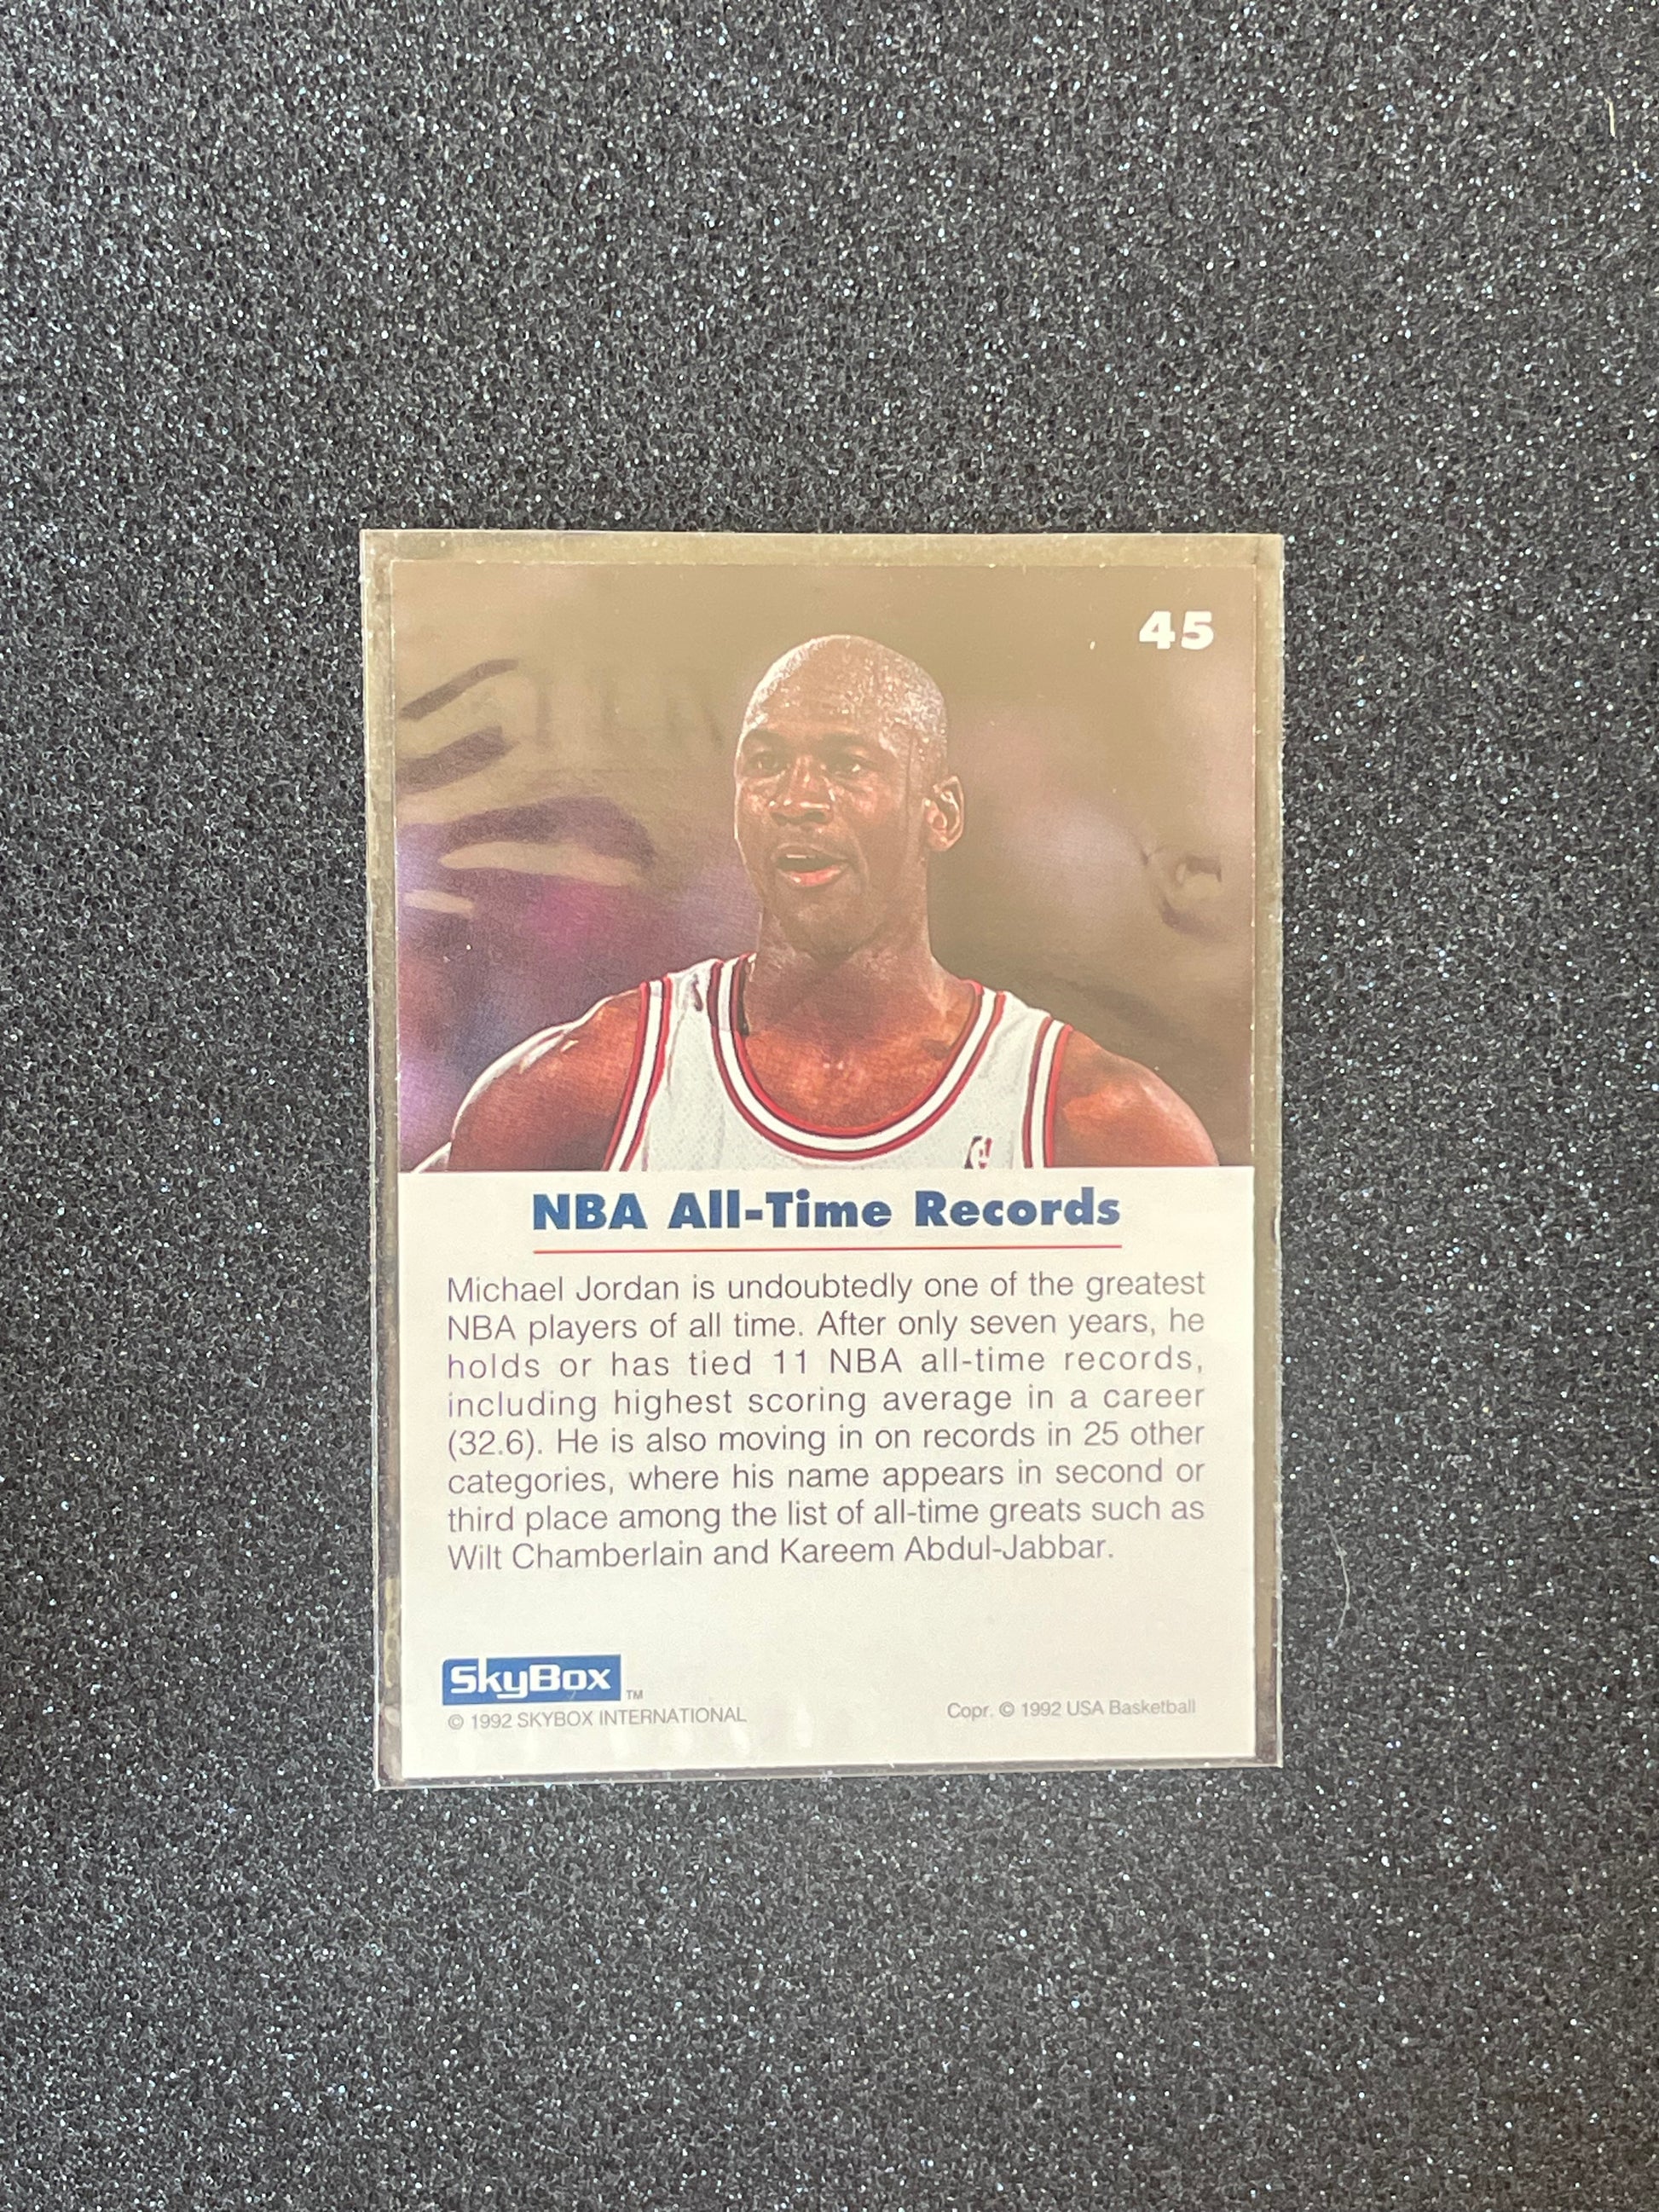 45
NBA All-Time Records
Michael Jordan is undoubtedly one of the greatest
NBA players of all time. After only seven years, he
holds or has tied 11 NBA all-time records,
including highest scoring average in a career
(32.6). He is also moving in on records in 25 other
categories, where his name appears in second or
third place among the list of all-time greats such as
Wilt Chamberlain and Kareem Abdul-Jabbar.
SkyBox TM
© 1992 SKYBOX INTERNATIONAL
Copr. © 1992 USA Basketball